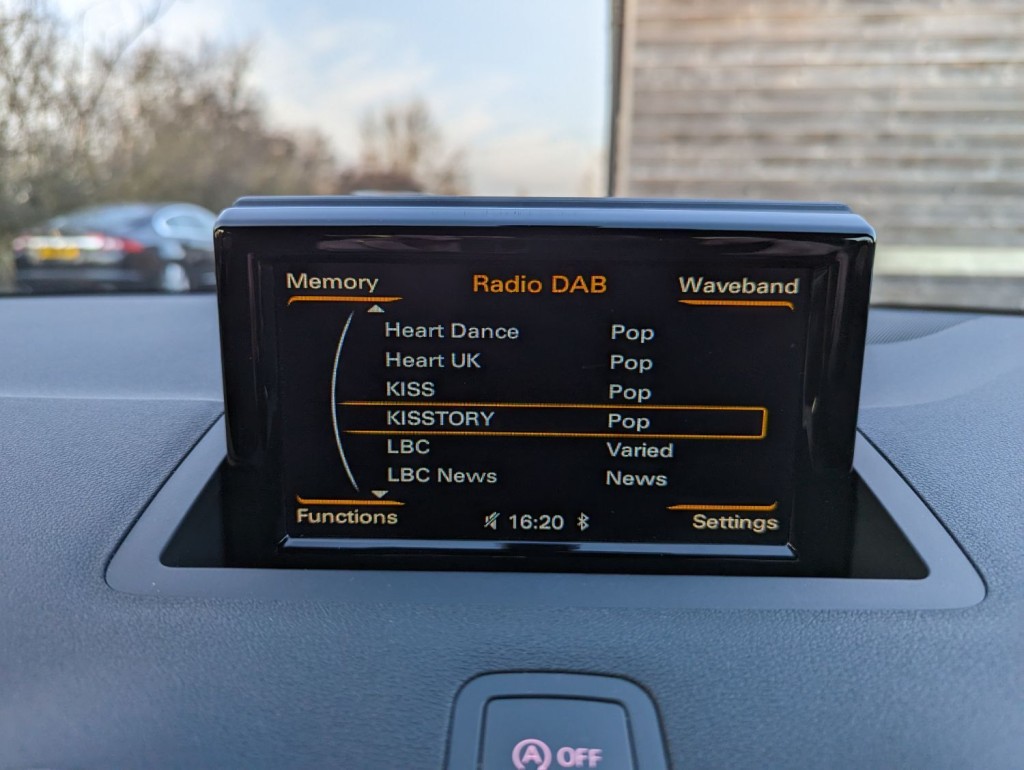 Memory Radio DAB Waveband
Heart Dance Pop
Heart UK Pop
KISS Pop
KISSTORY Pop
LBC Varied
LBC News News
Functions 16:20 Settings
A OFF